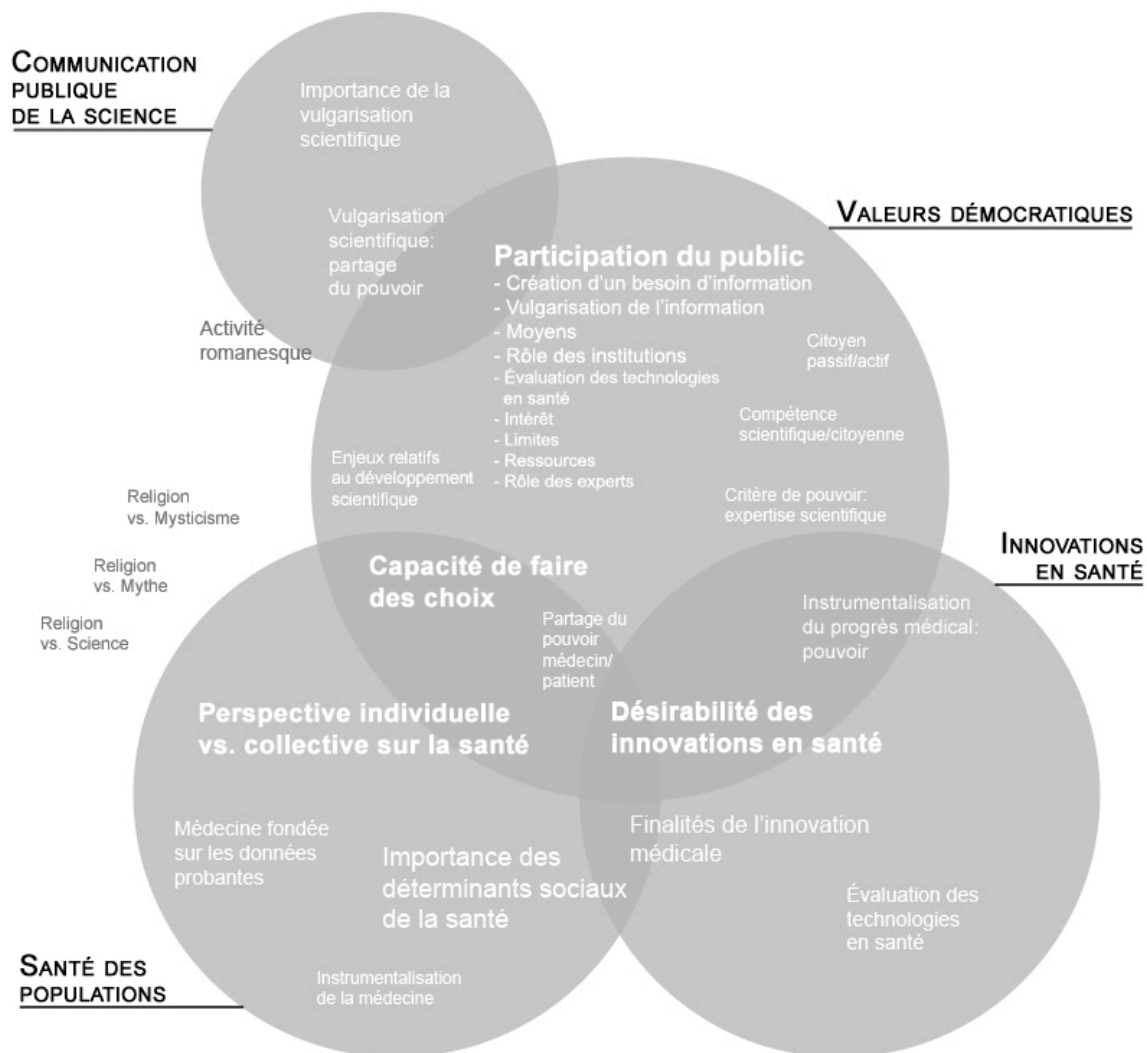 COMMUNICATION
PUBLIQUE
DE LA SCIENCE
Importance de la
vulgarisation
scientifique
Vulgarisation
scientifique:
partage
du pouvoir
VALEURS DÉMOCRATIQUES
Participation du public
- Création d'un besoin d'information
- Vulgarisation de l'information
- Moyens
- Rôle des institutions
- Évaluation des technologies
en santé
- Intérêt
- Limites
- Ressources
- Rôle des experts
Activité
romanesque
Citoyen
passif/actif
Compétence
scientifique/citoyenne
Enjeux relatifs
au développement
scientifique
Critère de pouvoir:
expertise scientifique
Religion
vs. Mysticisme
Religion
vs. Mythe
Religion
vs. Science
INNOVATIONS
EN SANTÉ
Capacité de faire
des choix
Partage du
pouvoir
médecin/
patient
Instrumentalisation
du progrès médical:
pouvoir
Perspective individuelle
vs. collective sur la santé
Désirabilité des
innovations en santé
Médecine fondée
sur les données
probantes
Importance des
déterminants sociaux
de la santé
Finalités de l'innovation
médicale
Évaluation des
technologies
en santé
SANTÉ DES
POPULATIONS
Instrumentalisation
de la médecine